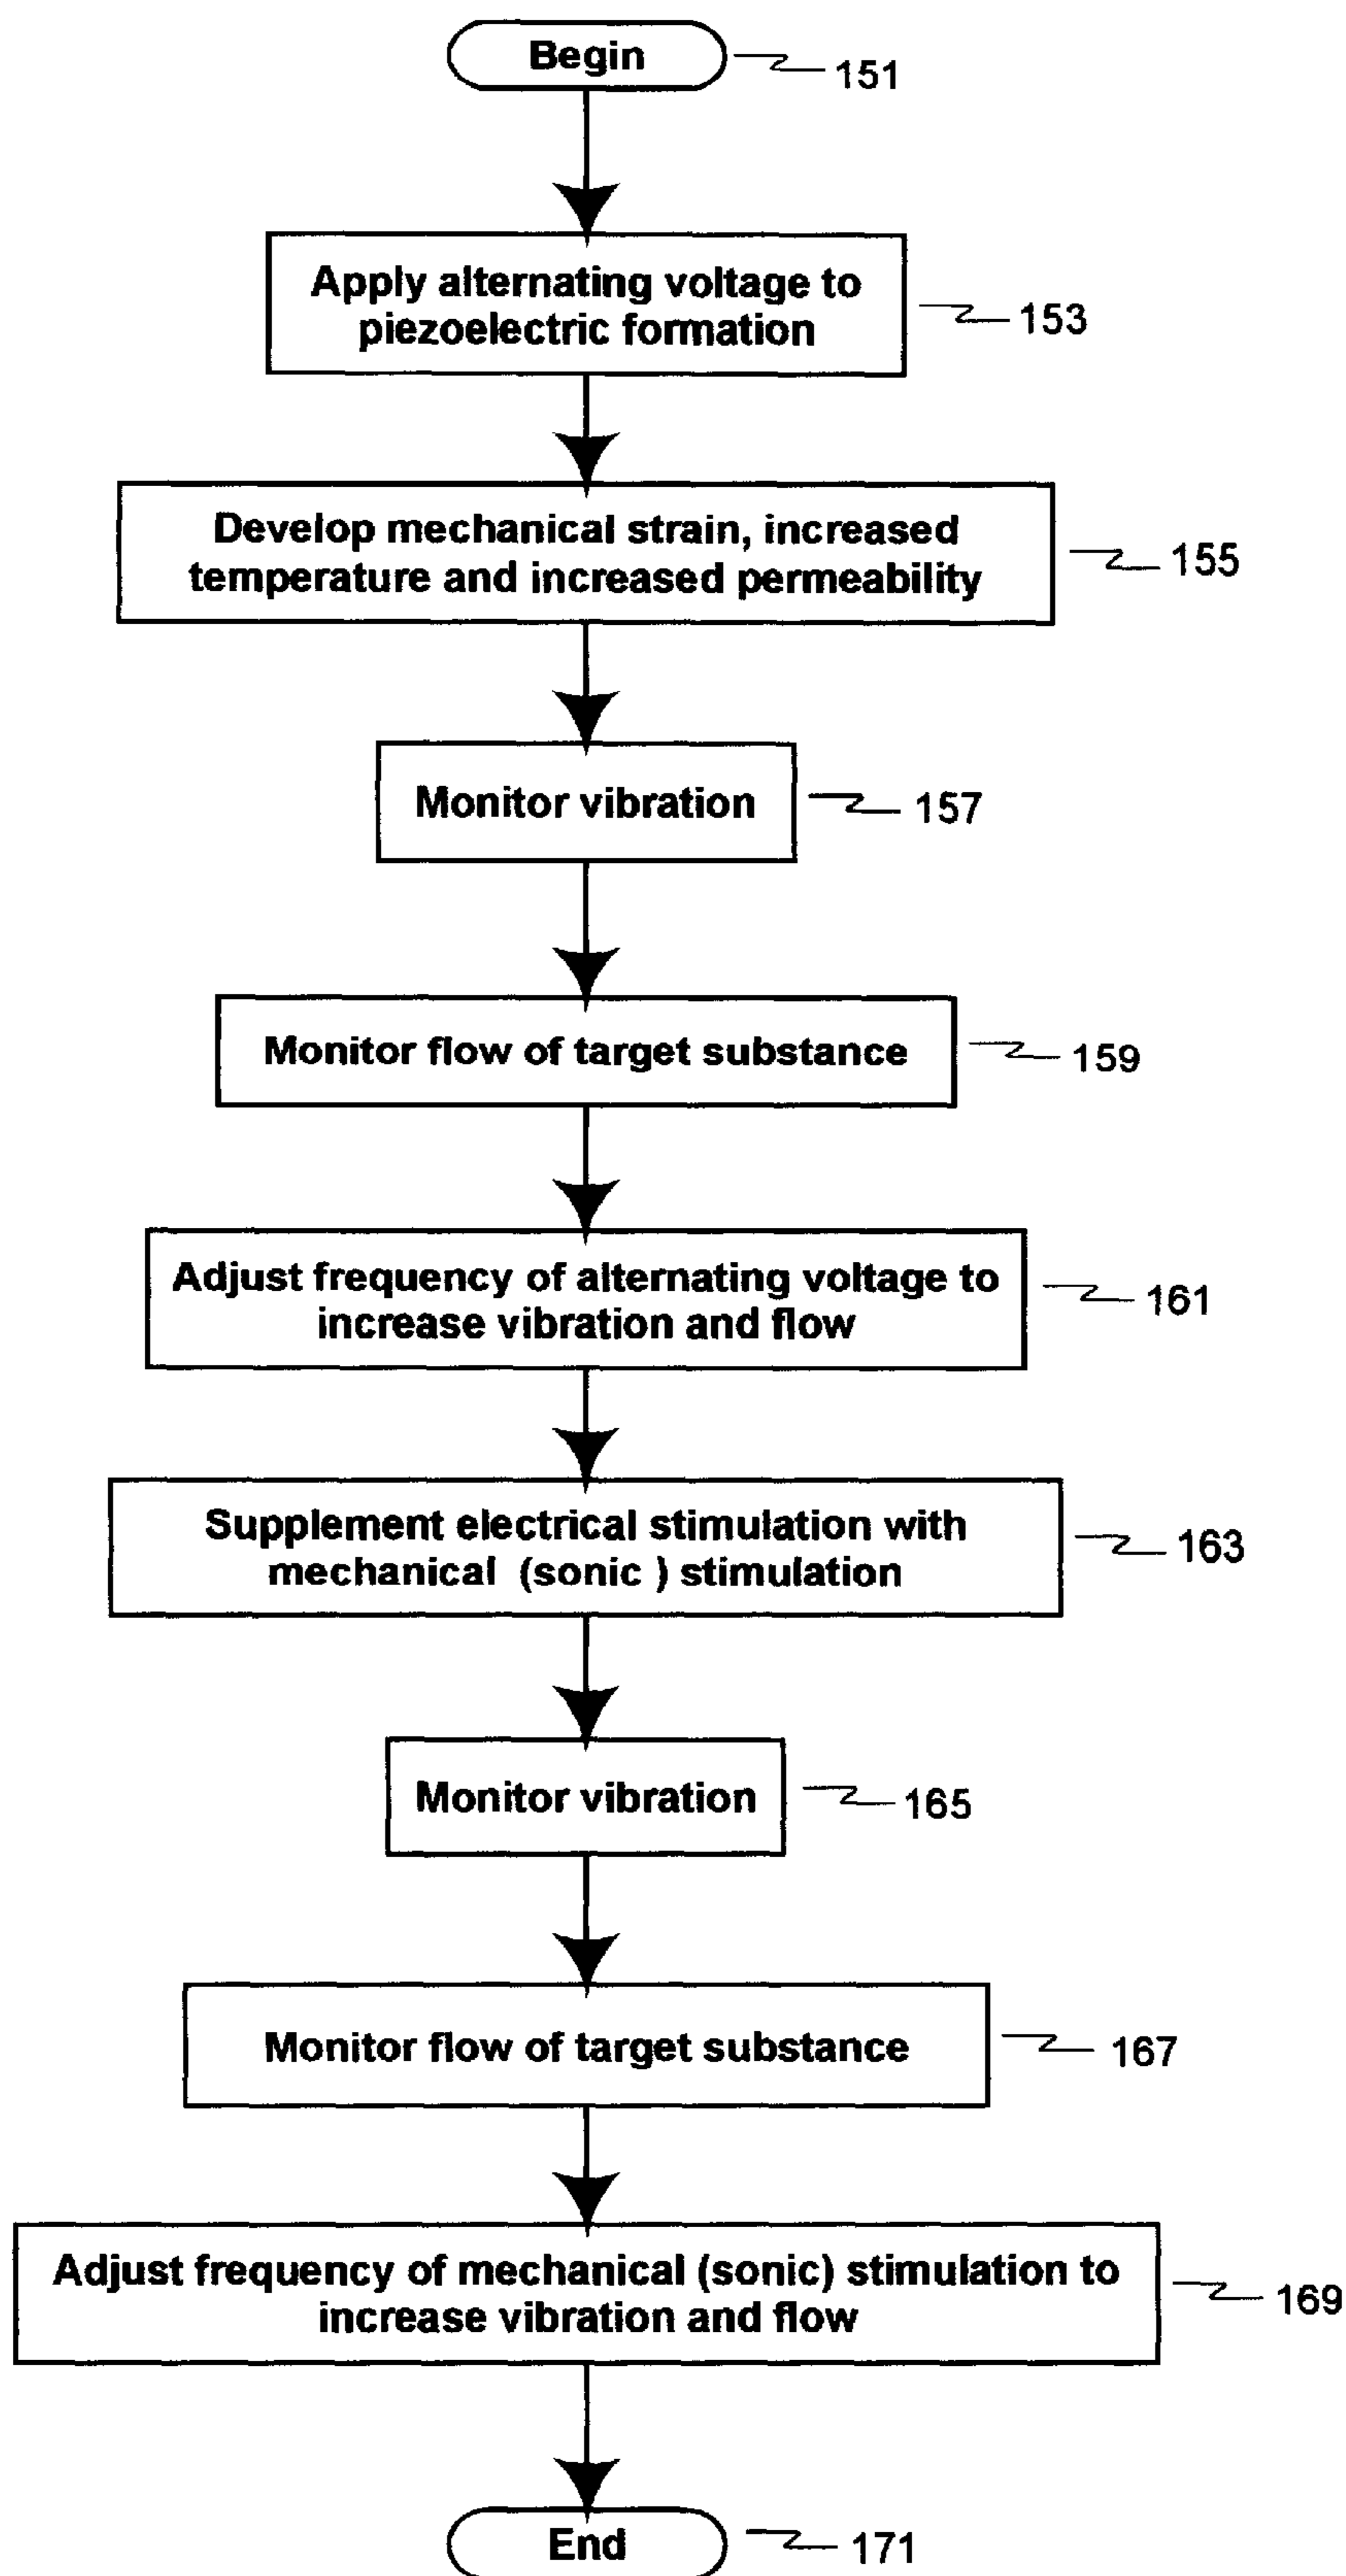 Begin
151
Apply alternating voltage to
piezoelectric formation
153
Develop mechanical strain, increased
temperature and increased permeability
155
Monitor vibration
157
Monitor flow of target substance
159
Adjust frequency of alternating voltage to
increase vibration and flow
161
Supplement electrical stimulation with
mechanical (sonic ) stimulation
163
Monitor vibration
165
Monitor flow of target substance
167
Adjust frequency of mechanical (sonic) stimulation to
increase vibration and flow
169
End
171